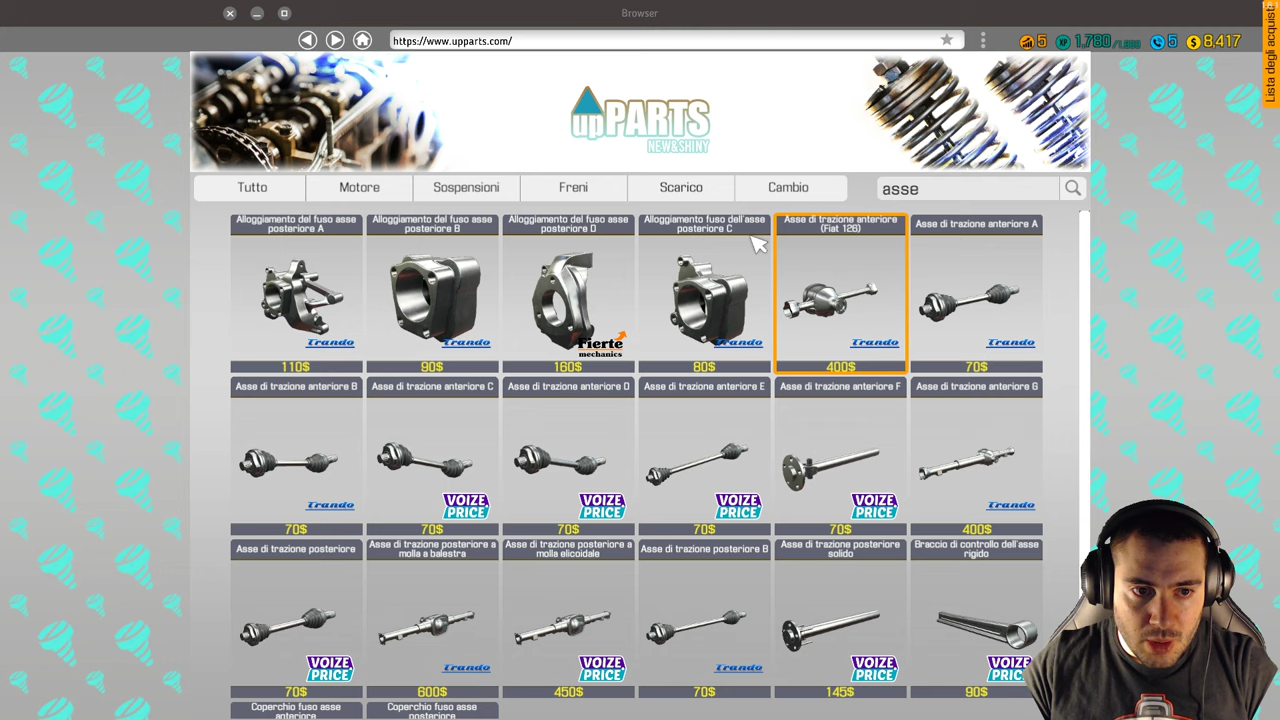 Browser
https://www.upparts.com/
5
XP 1,780
5
$ 8,417
Lista degli acquisti
upPARTS
NEW&SHINY
Tutto
Motore
Sospensioni
Freni
Scarico
Cambio
asse
Alloggiamento del fuso asse
posteriore A
Alloggiamento del fuso asse
posteriore B
Alloggiamento del fuso asse
posteriore D
Alloggiamento fuso dell'asse
posteriore C
Asse di trazione anteriore
(Fiat 126)
Asse di trazione anteriore A
Trando
Trando
Fierte
mechanics
Trando
Trando
Trando
110$
90$
160$
80$
400$
70$
Asse di trazione anteriore B
Asse di trazione anteriore C
Asse di trazione anteriore D
Asse di trazione anteriore E
Asse di trazione anteriore F
Asse di trazione anteriore G
Trando
VOIZE
PRICE
VOIZE
PRICE
VOIZE
PRICE
VOIZE
PRICE
Trando
70$
70$
70$
70$
70$
400$
Asse di trazione posteriore
Asse di trazione posteriore a
molla a balestra
Asse di trazione posteriore a
molla elicoidale
Asse di trazione posteriore B
Asse di trazione posteriore
solido
Braccio di controllo dell'asse
rigido
VOIZE
PRICE
Trando
Trando
Trando
VOIZE
PRICE
VOIZE
PRICE
70$
600$
450$
70$
145$
90$
Coperchio fuso asse
anteriore
Coperchio fuso asse
posteriore